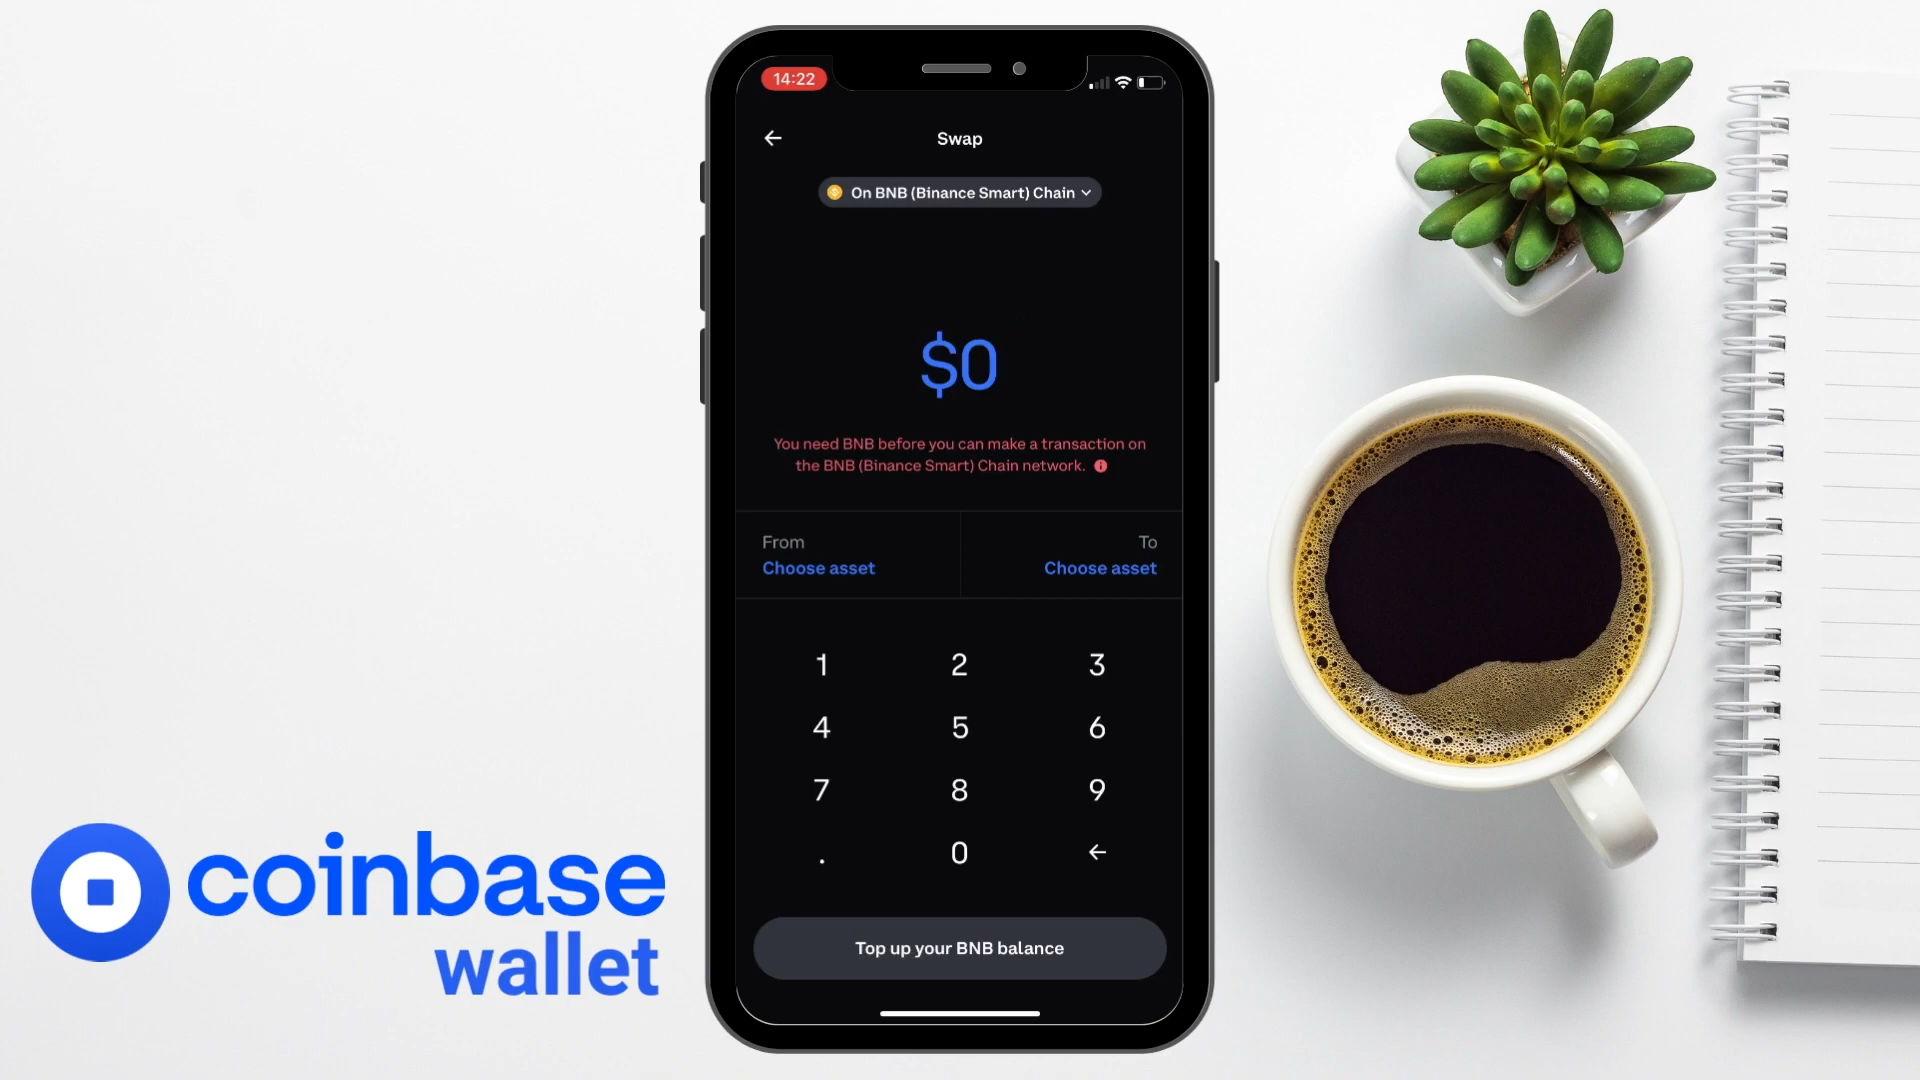 14:22
Swap
On BNB (Binance Smart) Chain
$0
You need BNB before you can make a transaction on
the BNB (Binance Smart) Chain network.
From
To
Choose asset
Choose asset
1 2 3
4 5 6
7 8 9
. 0
Top up your BNB balance
coinbase
wallet